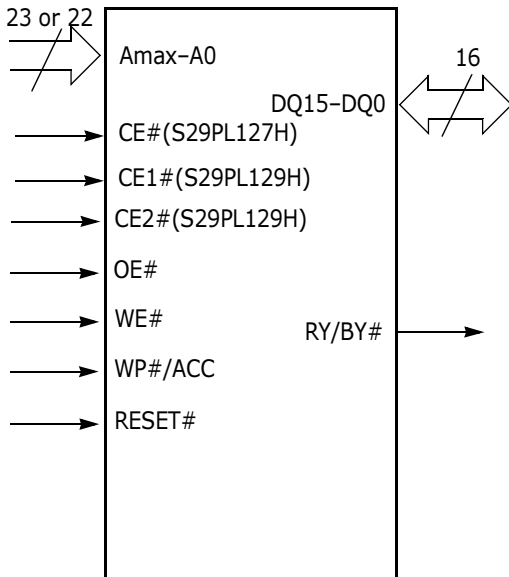 23 or 22
Amax–A0
16
DQ15–DQ0
CE#(S29PL127H)
CE1#(S29PL129H)
CE2#(S29PL129H)
OE#
WE#
RY/BY#
WP#/ACC
RESET#